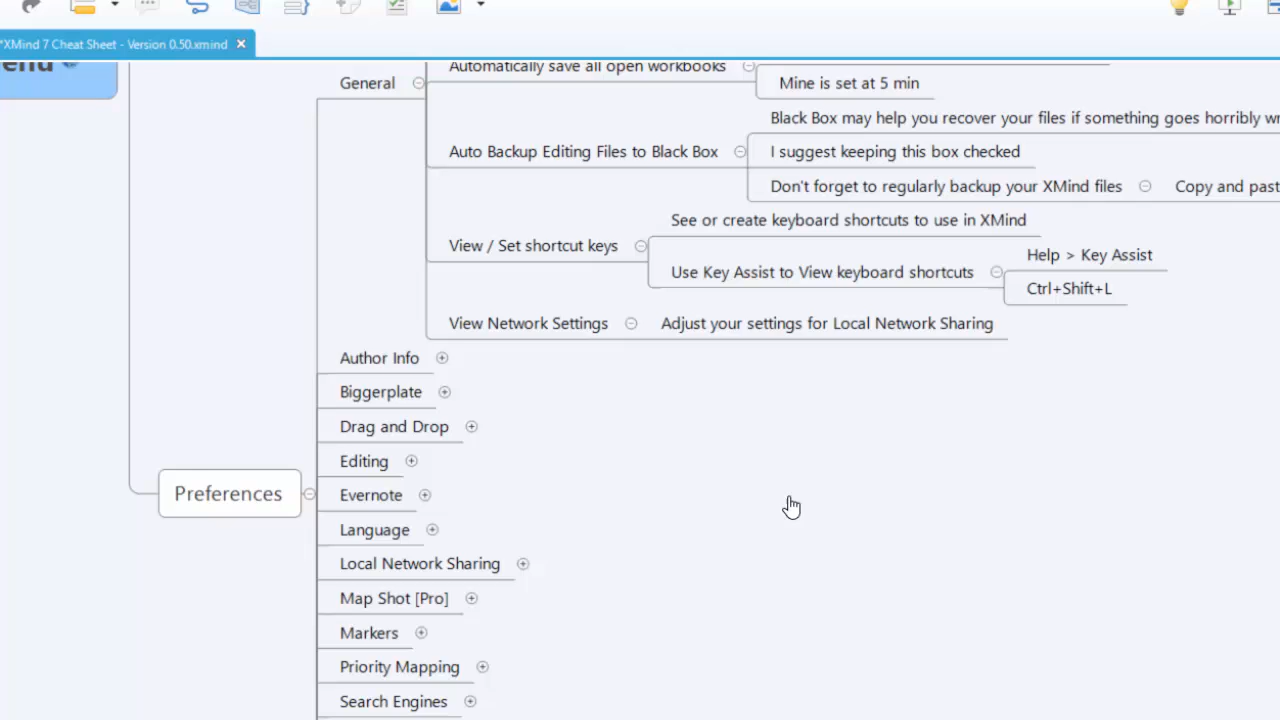 *XMind 7 Cheat Sheet - Version 0.50.xmind
Automatically save all open workbooks
General
Mine is set at 5 min
Black Box may help you recover your files if something goes horribly
Auto Backup Editing Files to Black Box
I suggest keeping this box checked
Don't forget to regularly backup your XMind files
Copy and past
See or create keyboard shortcuts to use in XMind
View / Set shortcut keys
Help > Key Assist
Use Key Assist to View keyboard shortcuts
Ctrl+Shift+L
View Network Settings
Adjust your settings for Local Network Sharing
Author Info
Biggerplate
Drag and Drop
Editing
Preferences
Evernote
Language
Local Network Sharing
Map Shot [Pro]
Markers
Priority Mapping
Search Engines